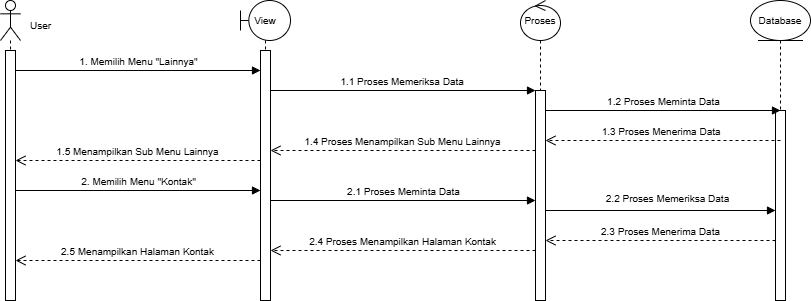 User
View
Proses
Database
1. Memilih Menu "Lainnya"
1.1 Proses Memeriksa Data
1.2 Proses Meminta Data
1.3 Proses Menerima Data
1.4 Proses Menampilkan Sub Menu Lainnya
1.5 Menampilkan Sub Menu Lainnya
2. Memilih Menu "Kontak"
2.1 Proses Meminta Data
2.2 Proses Memeriksa Data
2.3 Proses Menerima Data
2.4 Proses Menampilkan Halaman Kontak
2.5 Menampilkan Halaman Kontak